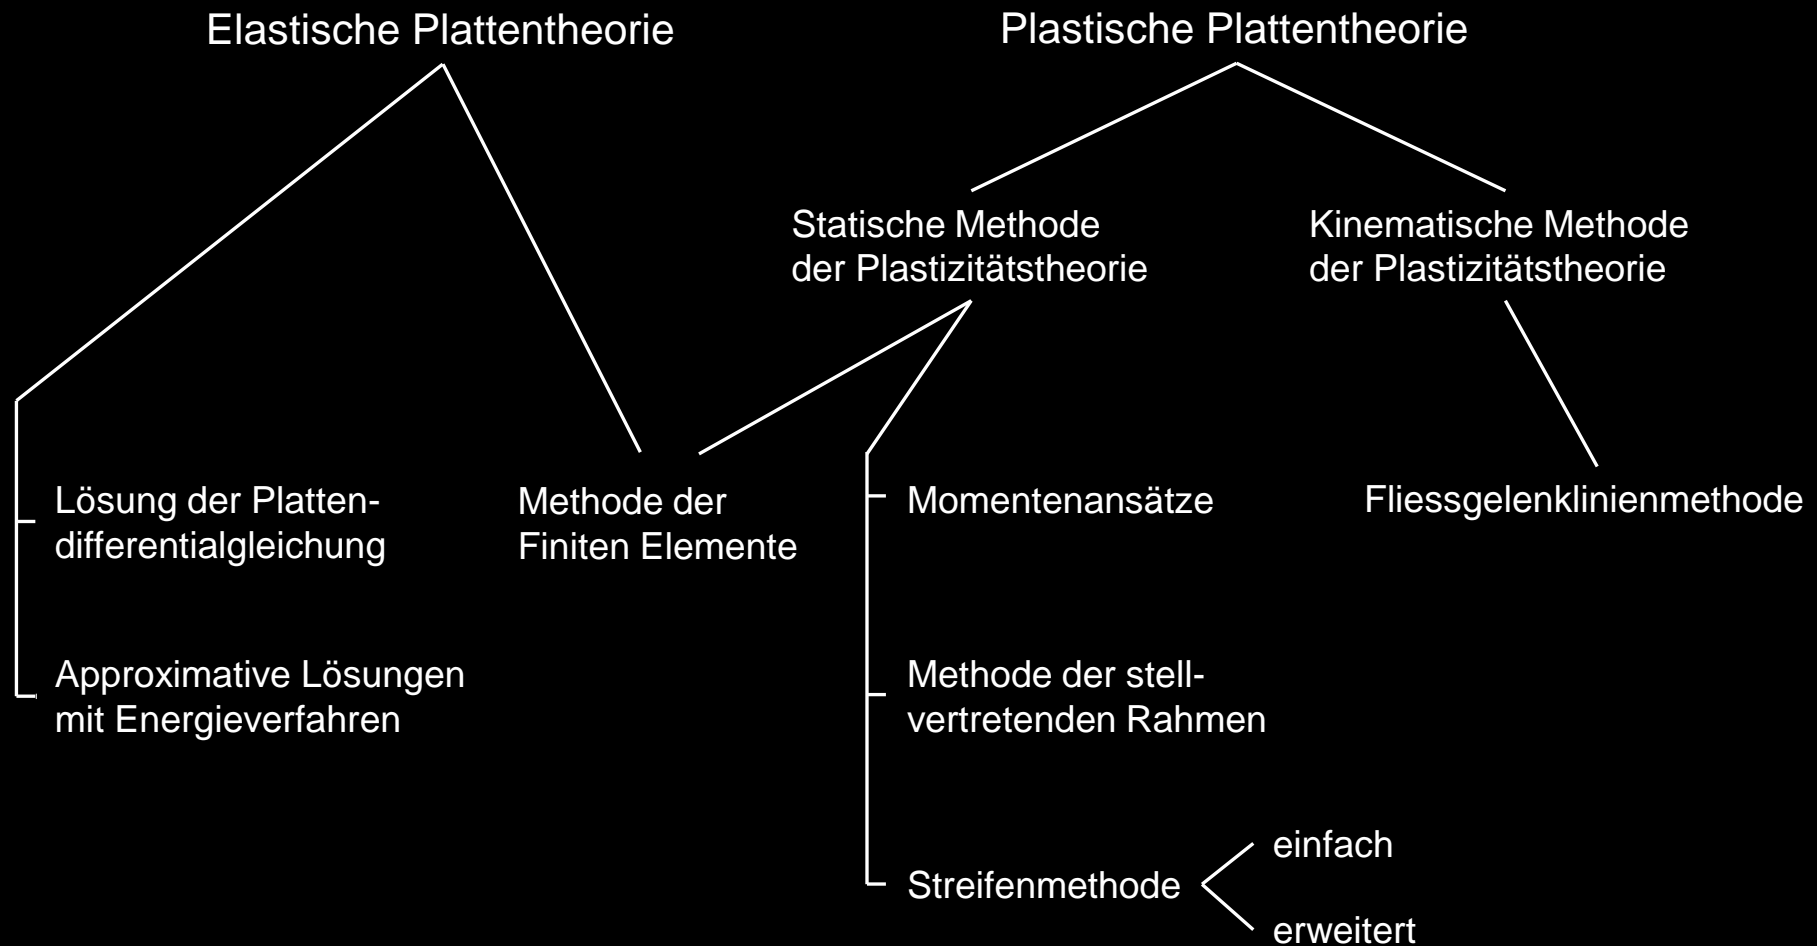 Elastische Plattentheorie
Plastische Plattentheorie
Statische Methode
der Plastizitätstheorie
Kinematische Methode
der Plastizitätstheorie
Lösung der Platten-
differentialgleichung
Methode der
Finiten Elemente
Momentenansätze
Fliessgelenklinienmethode
Approximative Lösungen
mit Energieverfahren
Methode der stell-
vertretenden Rahmen
Streifenmethode
einfach
erweitert